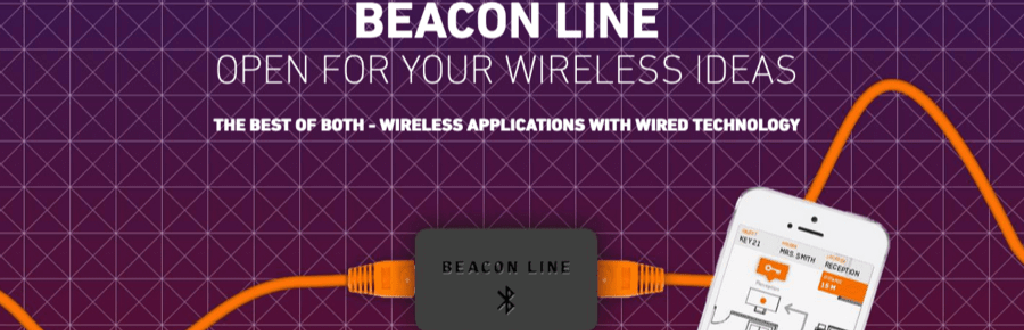 BEACON LINE
OPEN FOR YOUR WIRELESS IDEAS
THE BEST OF BOTH - WIRELESS APPLICATIONS WITH WIRED TECHNOLOGY
BEACON LINE
KEY21
MRS SMITH
RECEPTION